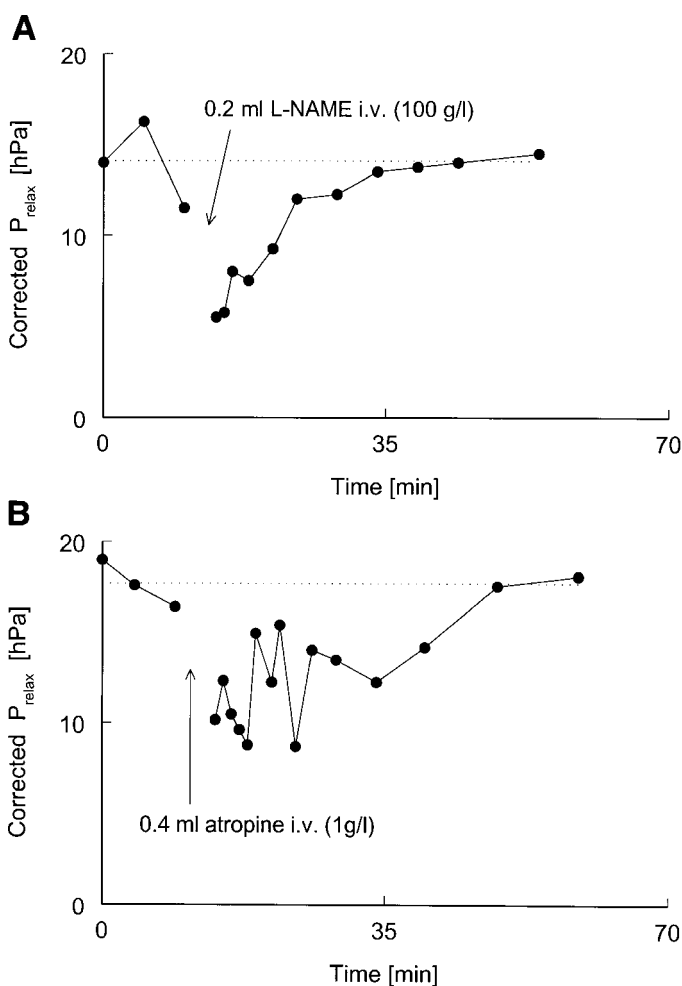 A
20
0.2 ml L-NAME i.v. (100 g/l)
Corrected P_relax [hPa]
10
0
0 35 70
Time [min]
B
20
Corrected P_relax [hPa]
10
0.4 ml atropine i.v. (1g/l)
0
0 35 70
Time [min]